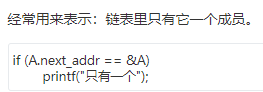 经常用来表示：链表里只有它一个成员。
if (A.next_addr == &A)
printf("只有一个");